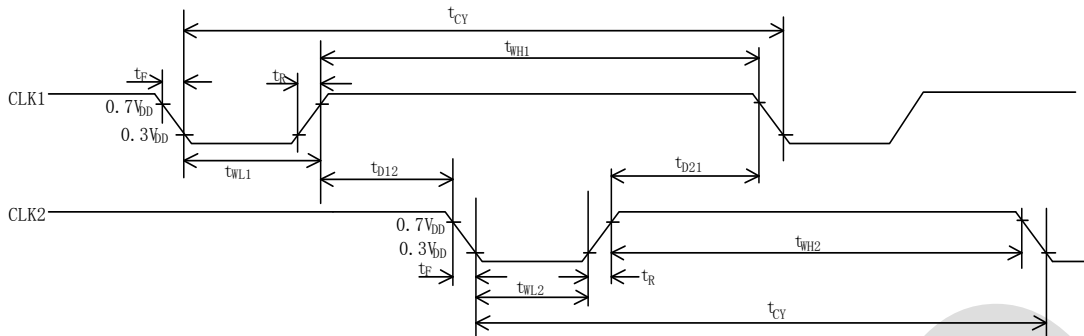 tCY
tWH1
tF
tR
CLK1
0.7VDD
0.3VDD
tWL1
tD12
tD21
CLK2
0.7VDD
0.3VDD
tWH2
tF
tR
tWL2
tCY